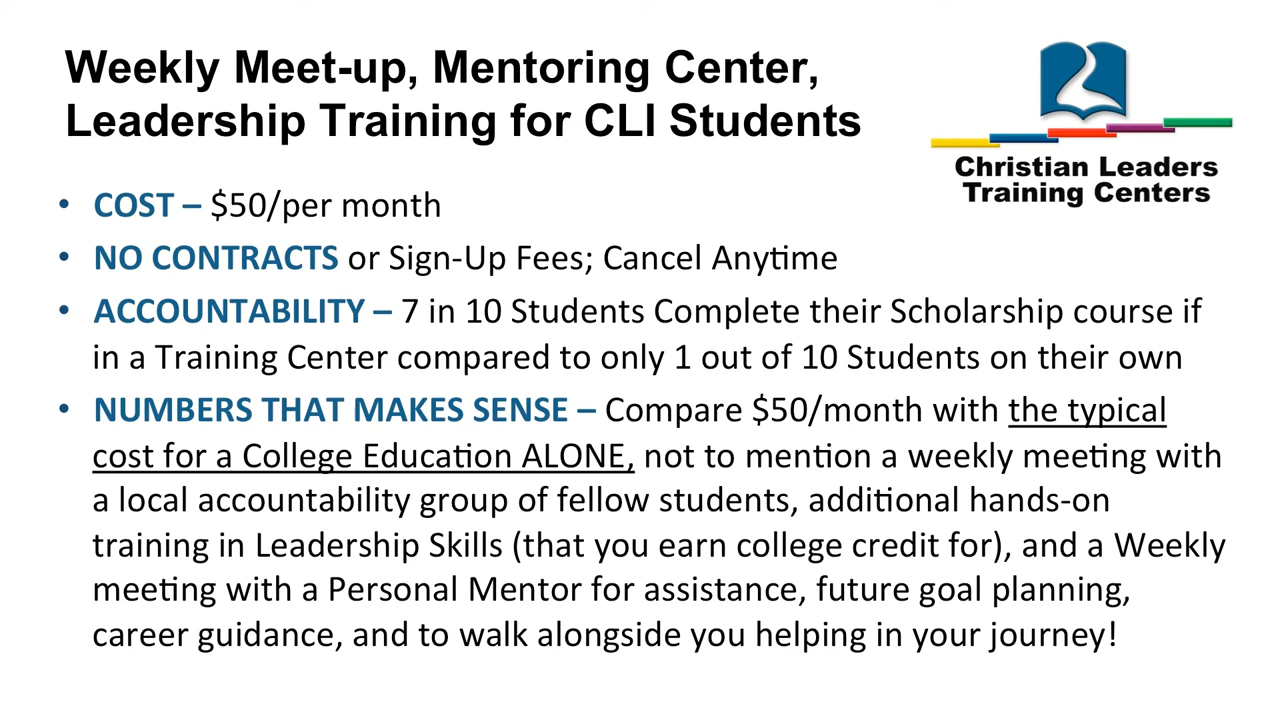 Weekly Meet-up, Mentoring Center,
Leadership Training for CLI Students
Christian Leaders
Training Centers
• COST – $50/per month
• NO CONTRACTS or Sign-Up Fees; Cancel Anytime
• ACCOUNTABILITY – 7 in 10 Students Complete their Scholarship course if
in a Training Center compared to only 1 out of 10 Students on their own
• NUMBERS THAT MAKES SENSE – Compare $50/month with the typical
cost for a College Education ALONE, not to mention a weekly meeting with
a local accountability group of fellow students, additional hands-on
training in Leadership Skills (that you earn college credit for), and a Weekly
meeting with a Personal Mentor for assistance, future goal planning,
career guidance, and to walk alongside you helping in your journey!